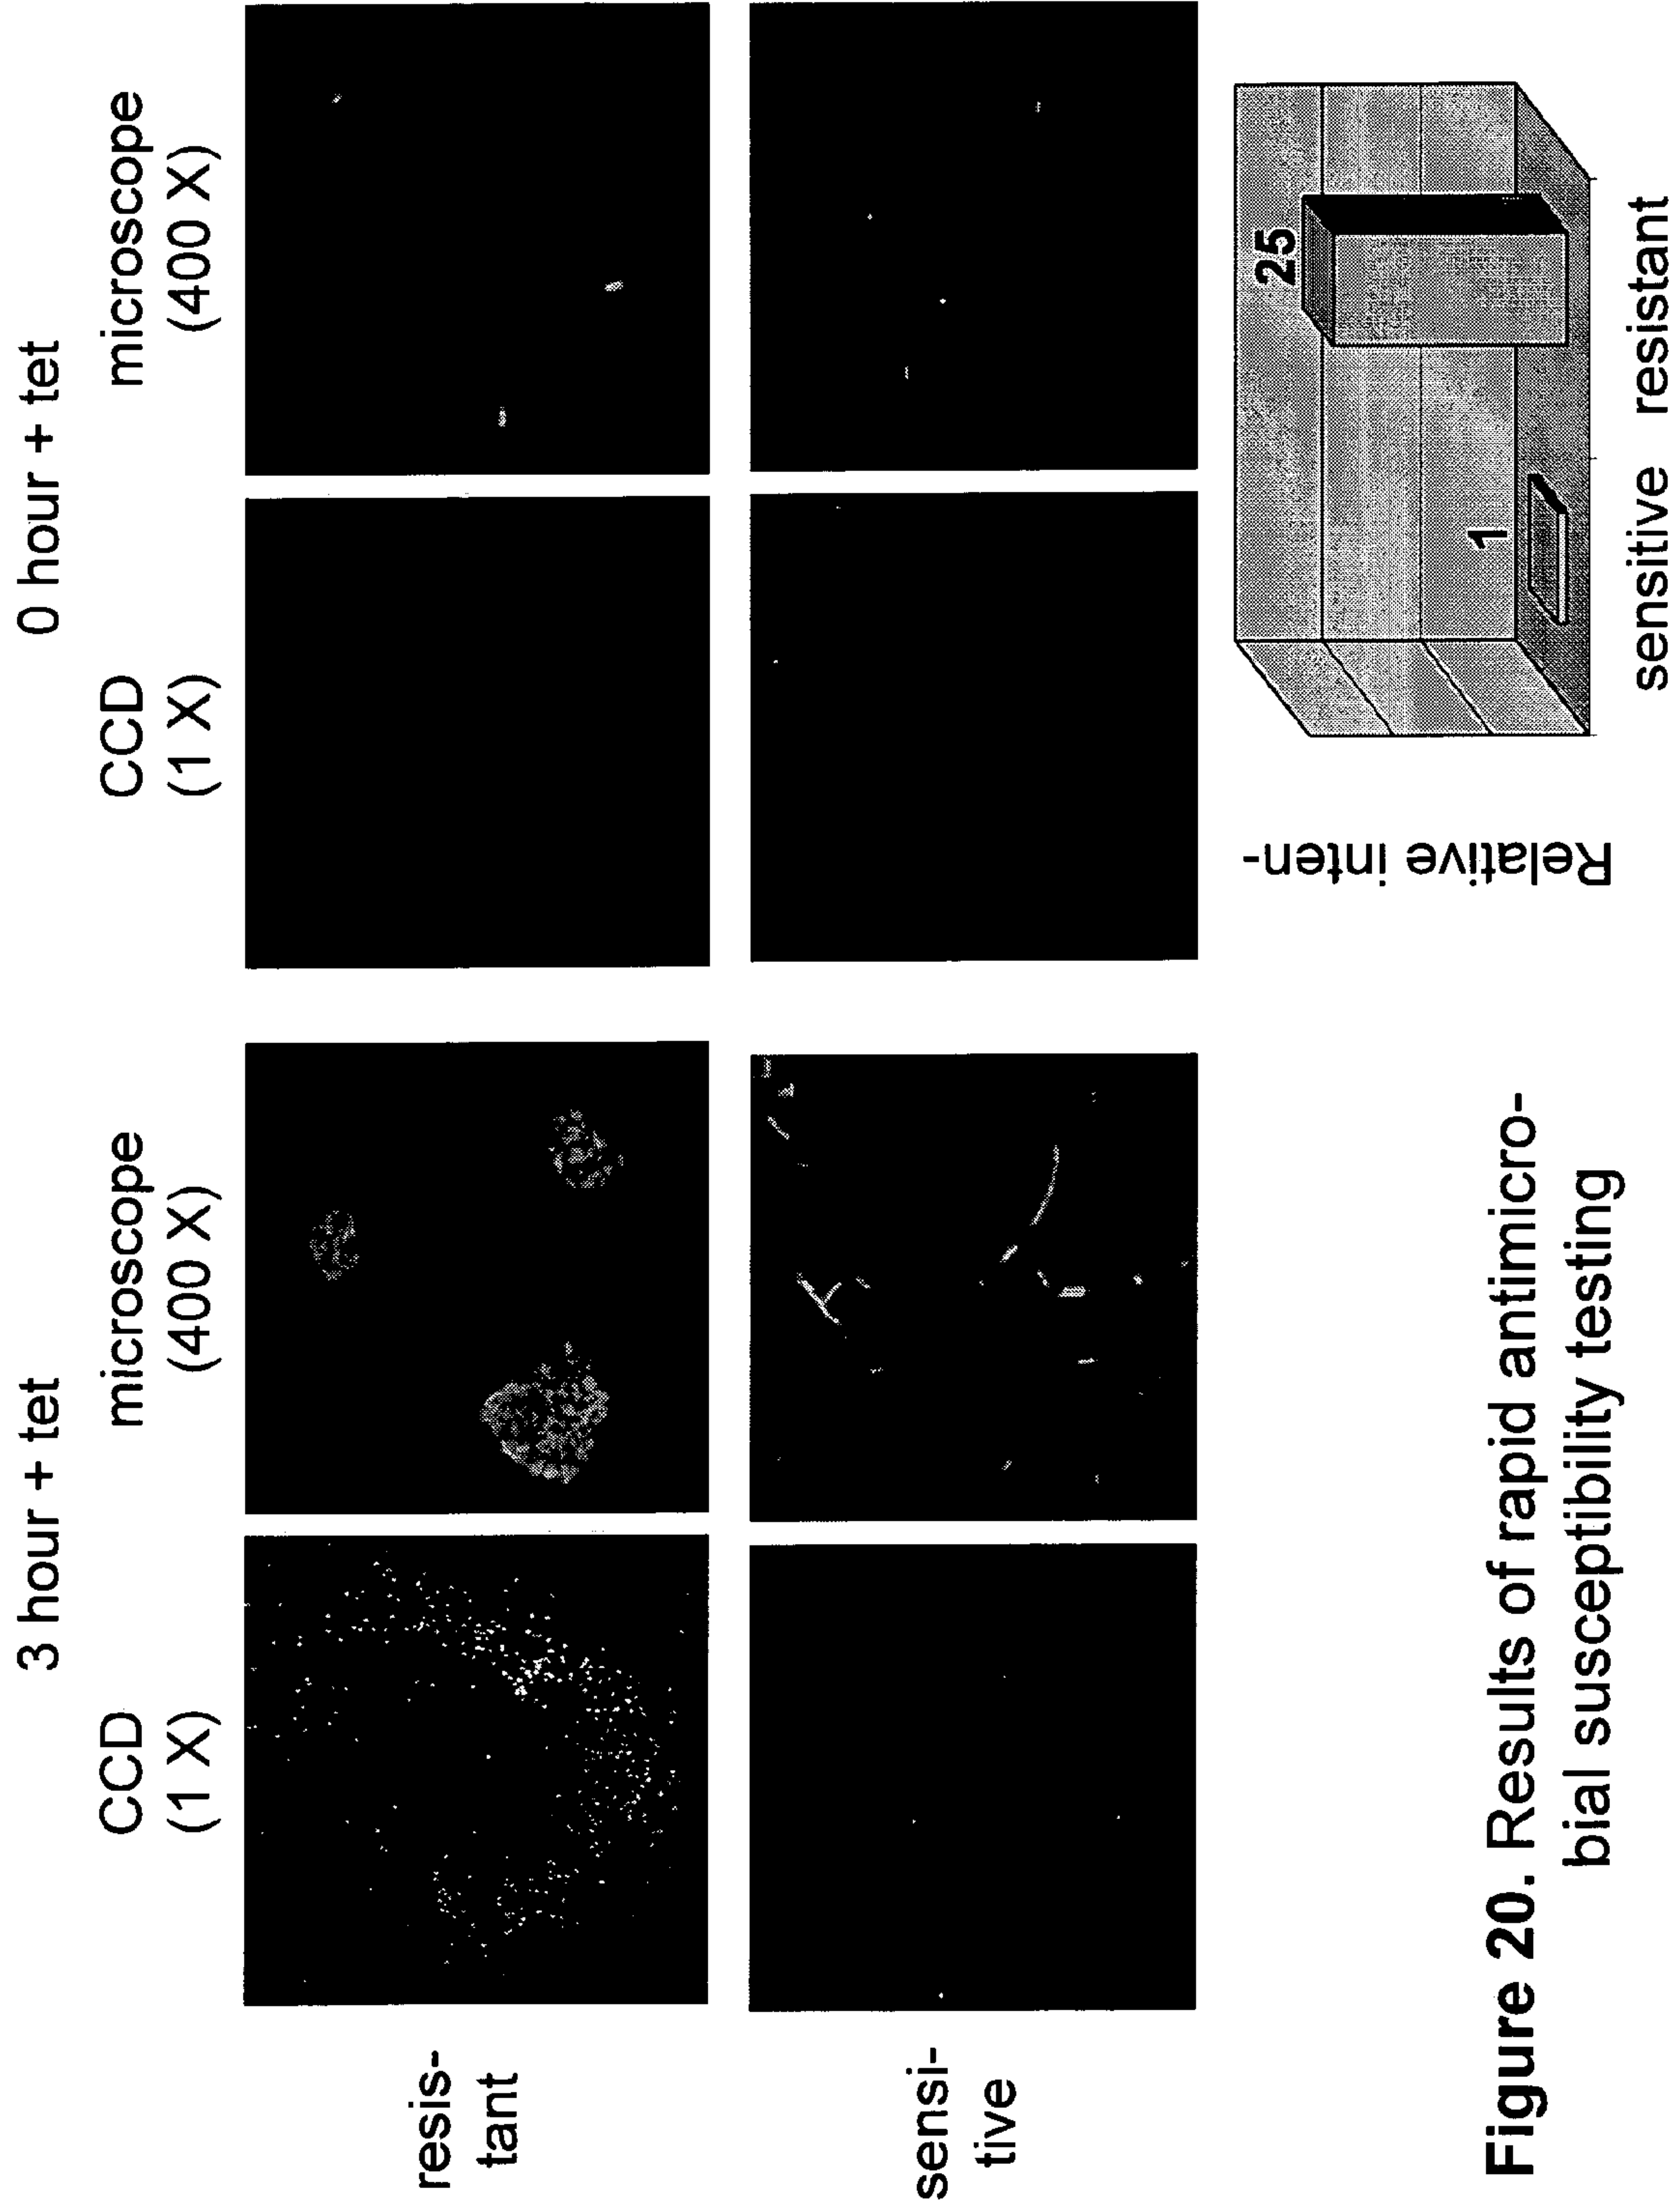 3 hour + tet
0 hour + tet
CCD
(1 X)
microscope
(400 X)
CCD
(1 X)
microscope
(400 X)
resis-
tant
sensi-
tive
Relative inten-
1
25
sensitive
resistant
Figure 20. Results of rapid antimicro-
bial susceptibility testing